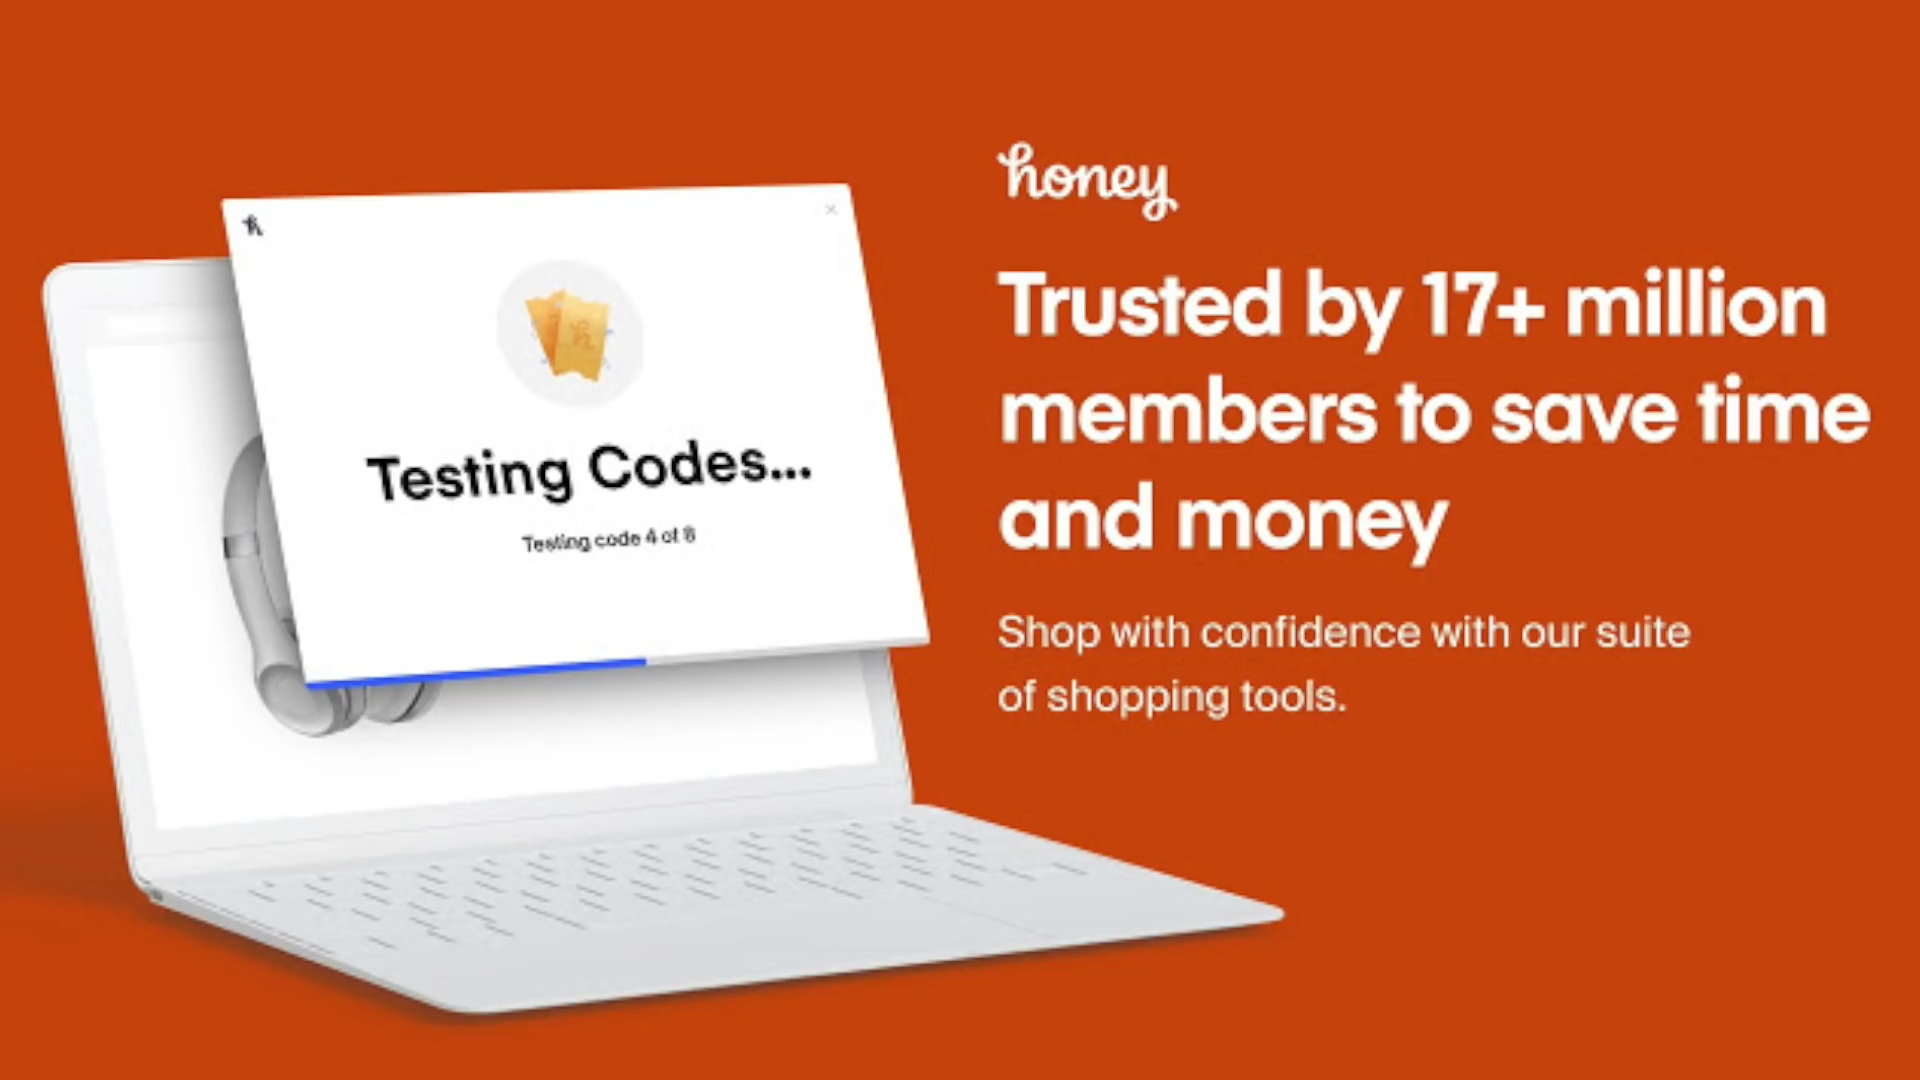 honey
Trusted by 17+ million
members to save time
and money
Shop with confidence with our suite
of shopping tools.
Testing Codes...
Testing code 4 of 8